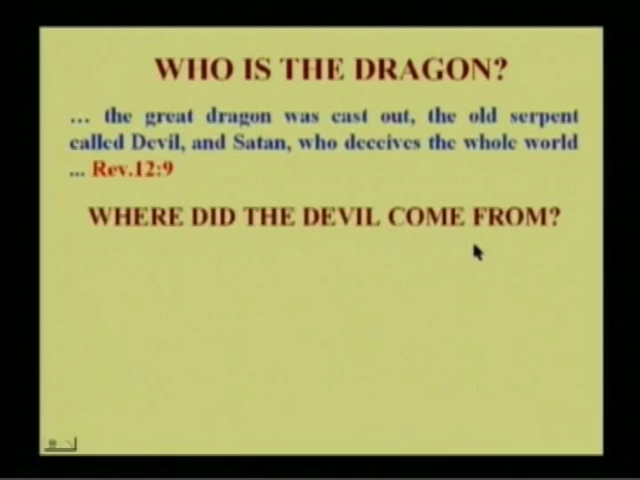 WHO IS THE DRAGON?
... the great dragon was cast out, the old serpent
called Devil, and Satan, who deceives the whole world
... Rev.12:9
WHERE DID THE DEVIL COME FROM?